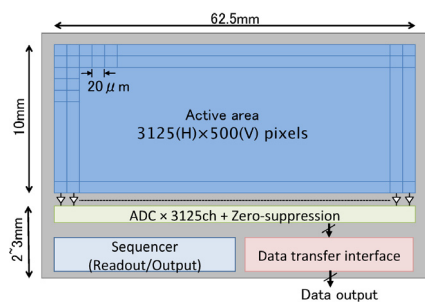 62.5mm
10mm
20μm
Active area
3125(H)×500(V) pixels
2~3mm
ADC × 3125ch + Zero-suppression
Sequencer
(Readout/Output)
Data transfer interface
Data output